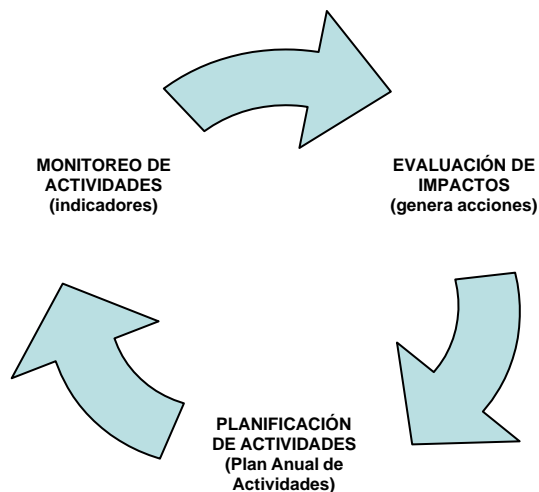 MONITOREO DE
ACTIVIDADES
(indicadores)
EVALUACIÓN DE
IMPACTOS
(genera acciones)
PLANIFICACIÓN
DE ACTIVIDADES
(Plan Anual de
Actividades)